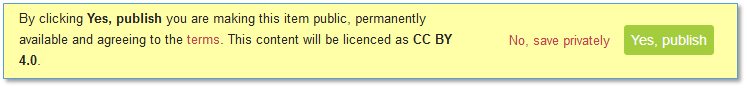 By clicking Yes, publish you are making this item public, permanently
available and agreeing to the terms. This content will be licenced as CC BY
4.0.
No, save privately
Yes, publish